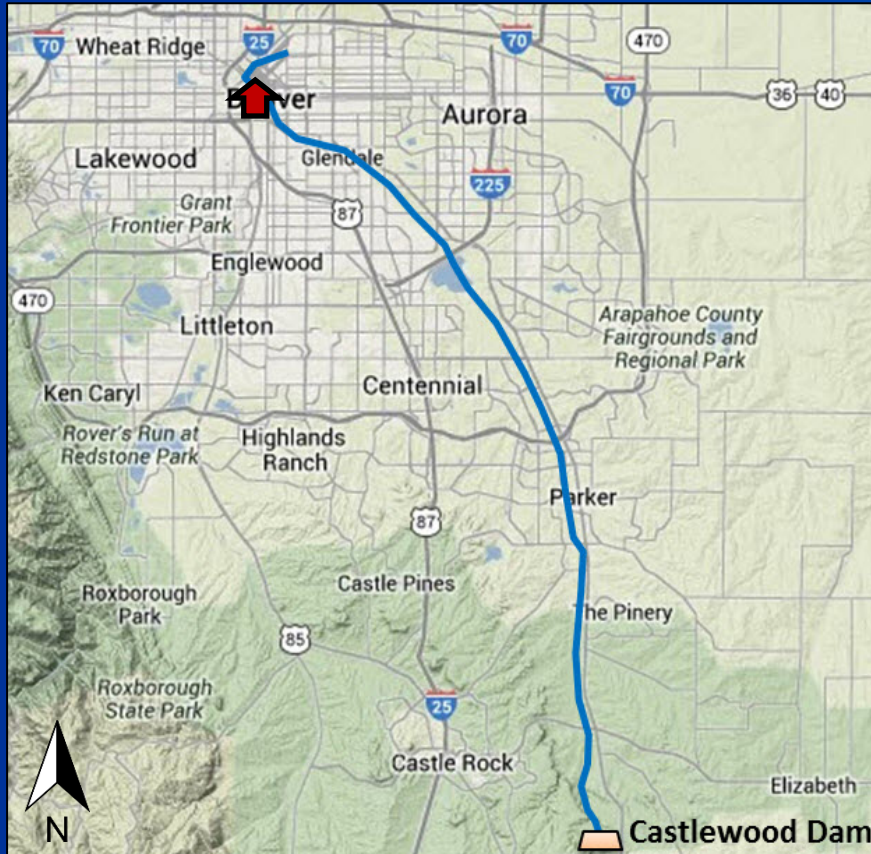 70
Wheat Ridge
25
70
470
Denver
36
40
70
Aurora
Lakewood
Glendale
225
Grant
Frontier Park
87
Englewood
470
Littleton
Arapahoe County
Fairgrounds and
Regional Park
Ken Caryl
Centennial
Rover's Run at
Redstone Park
Highlands
Ranch
Parker
87
Castle Pines
Roxborough
Park
The Pinery
85
Roxborough
State Park
25
Castle Rock
Elizabeth
N
Castlewood Dam